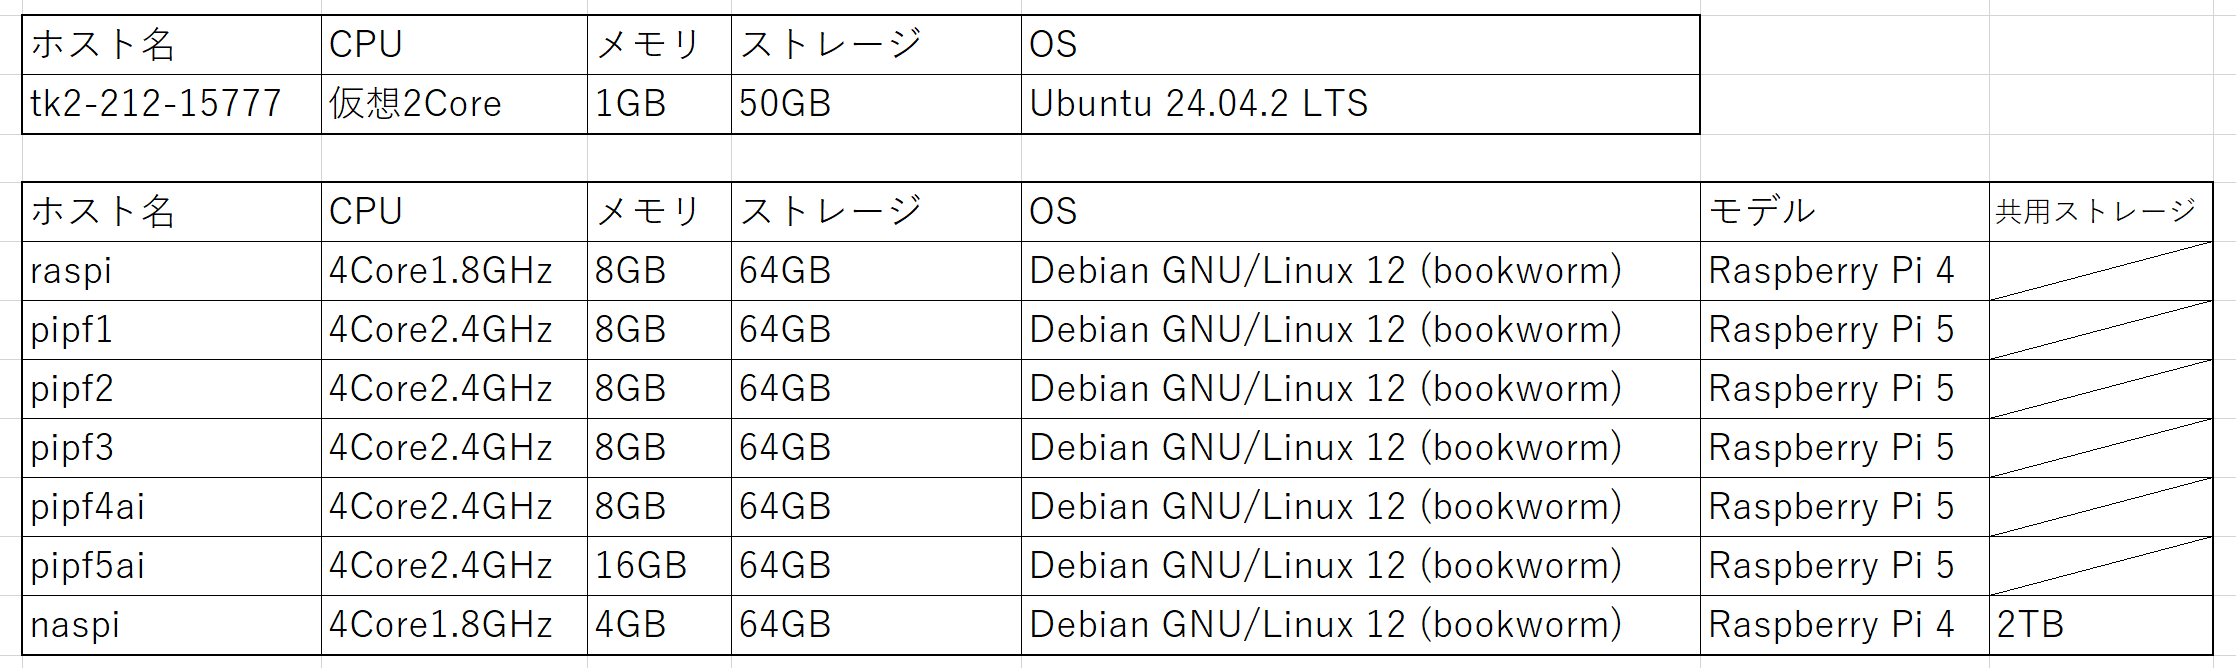 ホスト名 CPU メモリ ストレージ OS
tk2-212-15777 仮想2Core 1GB 50GB Ubuntu 24.04.2 LTS
ホスト名 CPU メモリ ストレージ OS モデル 共用ストレージ
raspi 4Core1.8GHz 8GB 64GB Debian GNU/Linux 12 (bookworm) Raspberry Pi 4
pipf1 4Core2.4GHz 8GB 64GB Debian GNU/Linux 12 (bookworm) Raspberry Pi 5
pipf2 4Core2.4GHz 8GB 64GB Debian GNU/Linux 12 (bookworm) Raspberry Pi 5
pipf3 4Core2.4GHz 8GB 64GB Debian GNU/Linux 12 (bookworm) Raspberry Pi 5
pipf4ai 4Core2.4GHz 8GB 64GB Debian GNU/Linux 12 (bookworm) Raspberry Pi 5
pipf5ai 4Core2.4GHz 16GB 64GB Debian GNU/Linux 12 (bookworm) Raspberry Pi 5
naspi 4Core1.8GHz 4GB 64GB Debian GNU/Linux 12 (bookworm) Raspberry Pi 4 2TB